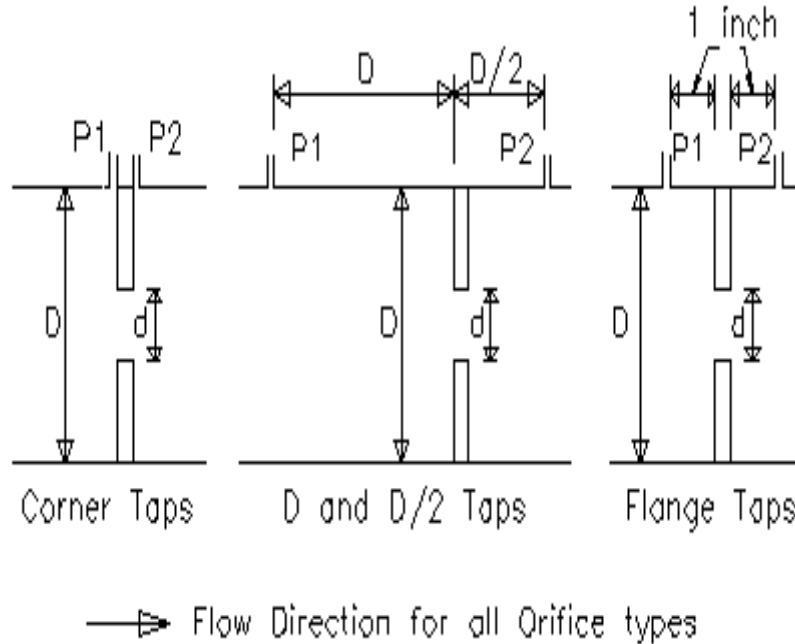 1 inch
D
D/2
P1
P2
P1
P2
P1
P2
D
d
D
d
D
d
Corner Taps
D and D/2 Taps
Flange Taps
Flow Direction for all Orifice types